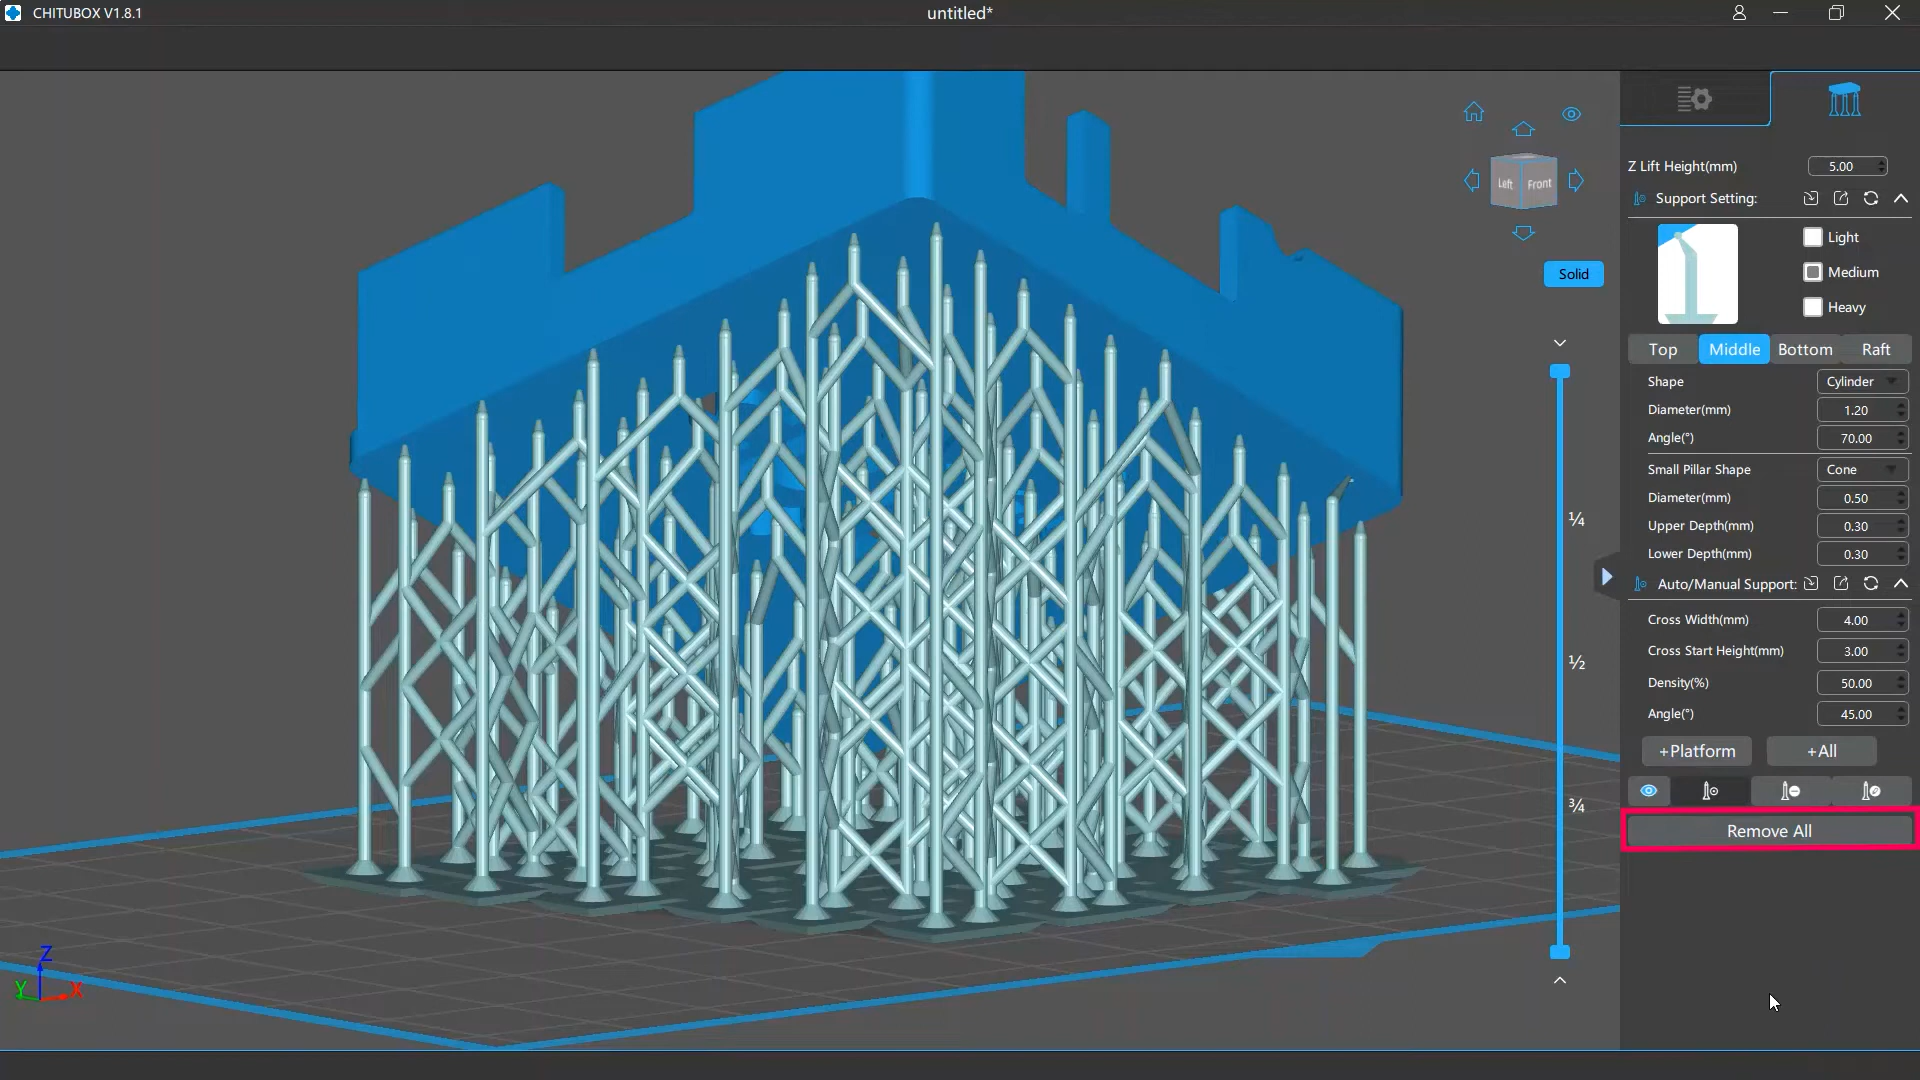 CHITUBOX V1.8.1
untitled*
Z Lift Height(mm) 5.00
Support Setting:
Light
Medium
Heavy
Left Front
Solid
Top Middle Bottom Raft
Shape Cylinder
Diameter(mm) 1.20
Angle(°) 70.00
Small Pillar Shape Cone
Diameter(mm) 0.50
Upper Depth(mm) 0.30
Lower Depth(mm) 0.30
Auto/Manual Support:
Cross Width(mm) 4.00
Cross Start Height(mm) 3.00
Density(%) 50.00
Angle(°) 45.00
+Platform +All
Remove All
¼
½
¾
Z
Y X